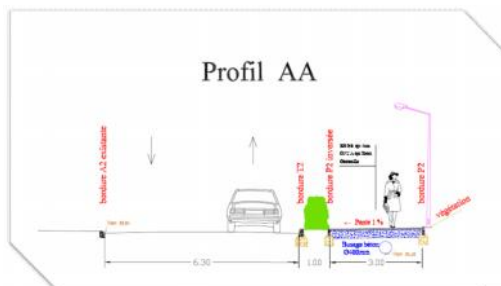 Profil AA
bordure A2 existante
bordure T2
bordure P2 inversée
bordure P2
végétation
← Pente 1 %
Busage béton
Ø400mm
6.30
1.00
3.00